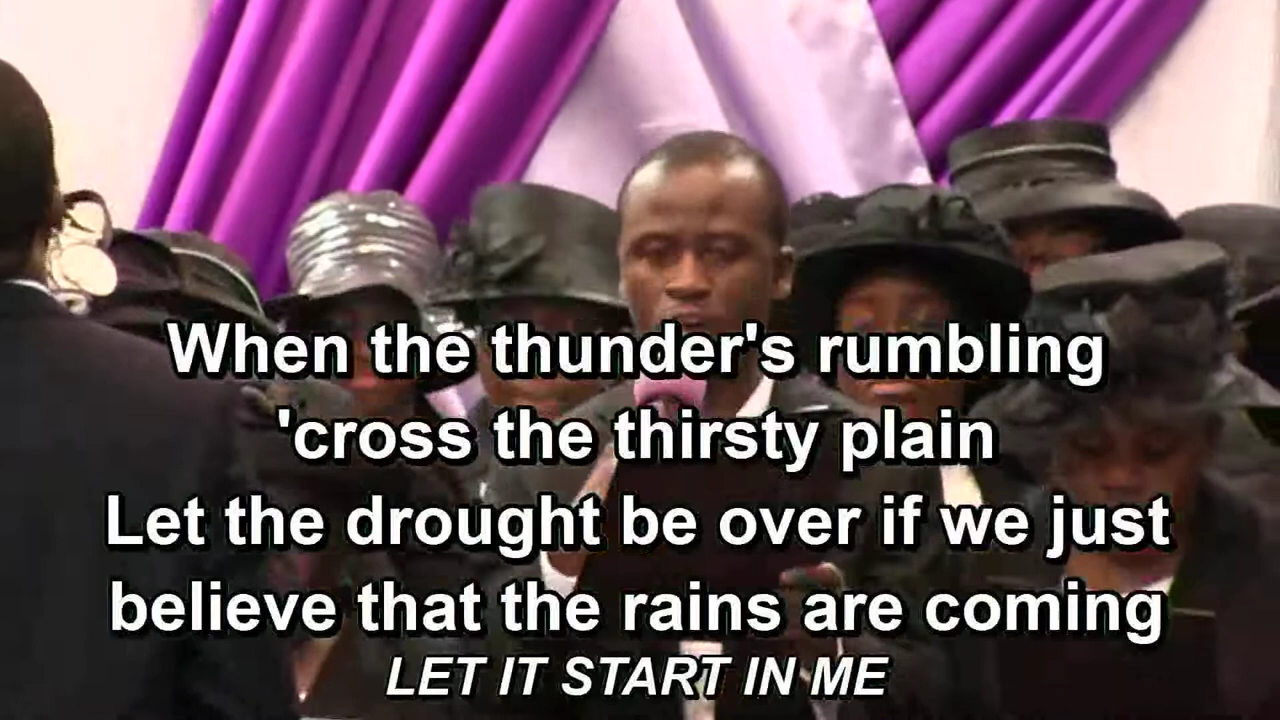 When the thunder's rumbling
'cross the thirsty plain
Let the drought be over if we just
believe that the rains are coming
LET IT START IN ME